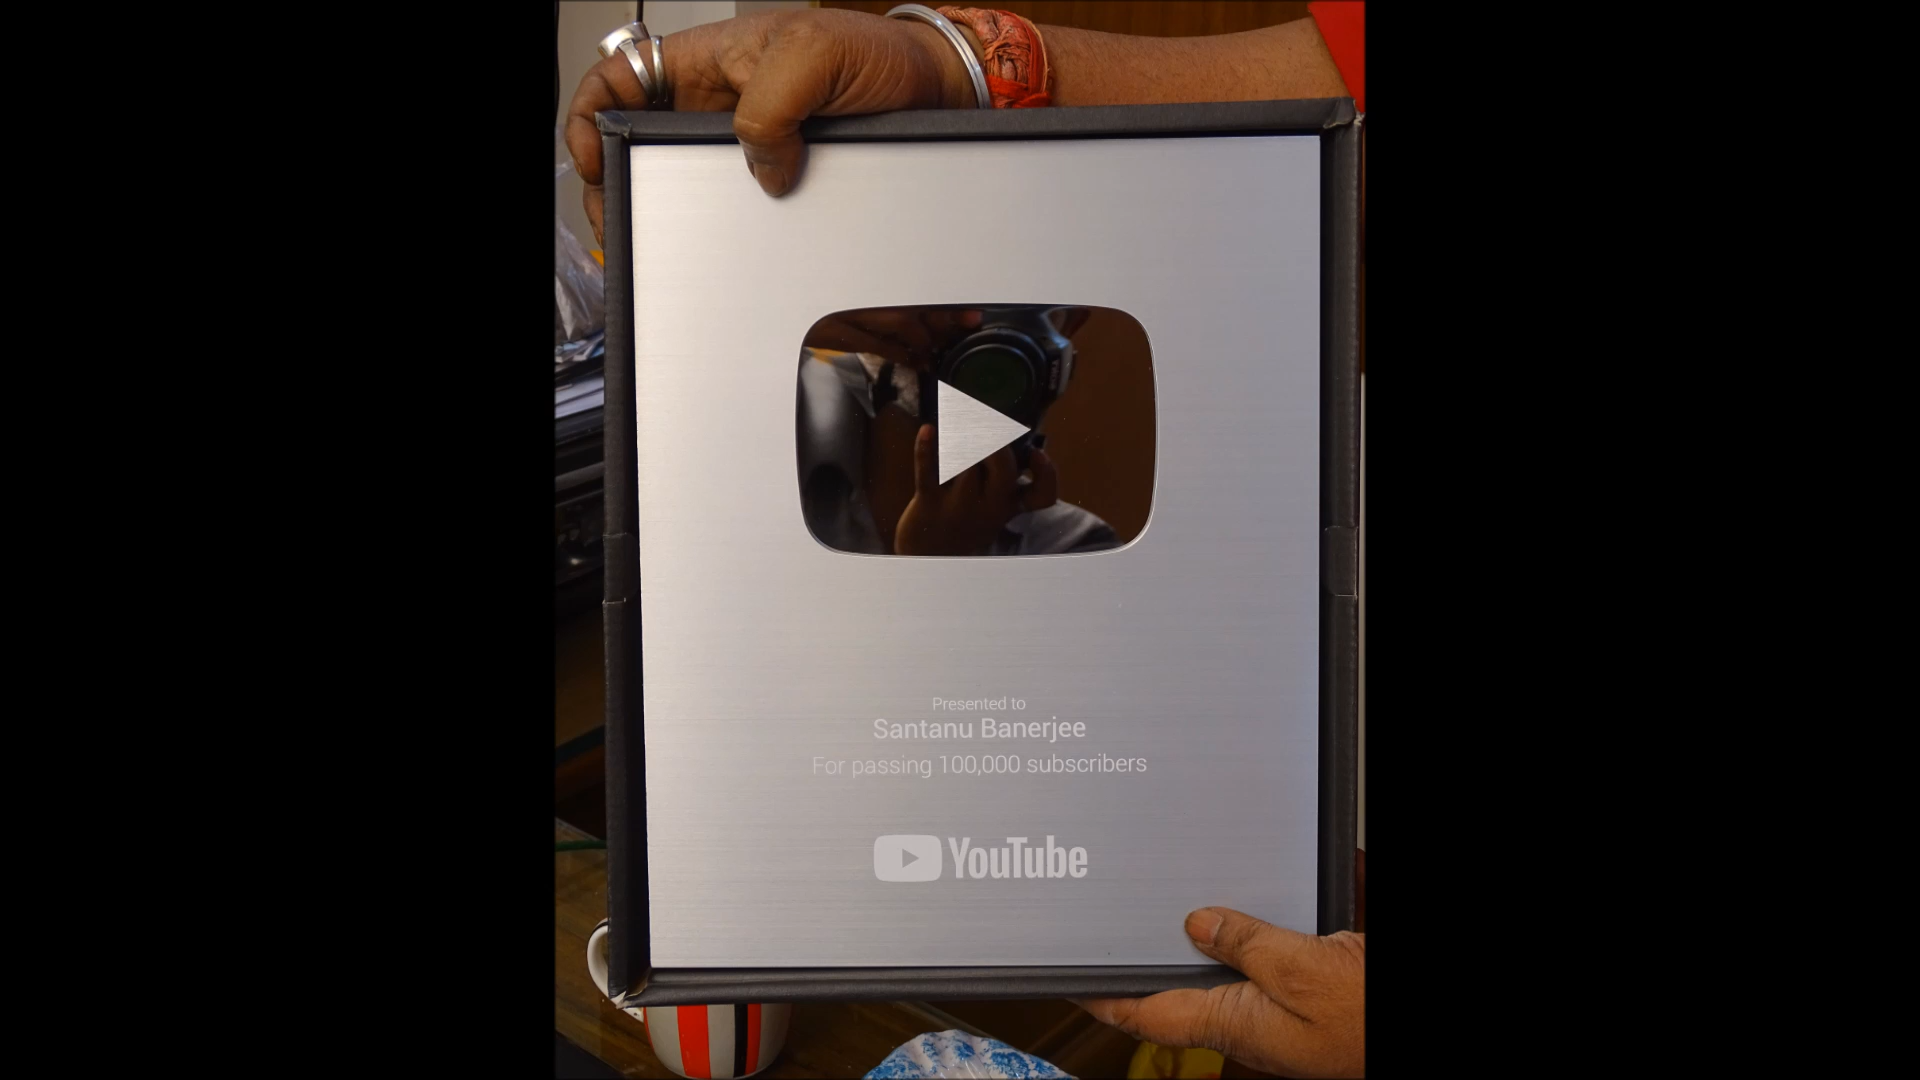 Presented to
Santanu Banerjee
For passing 100,000 subscribers
YouTube